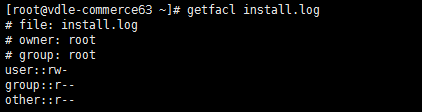 [root@vdle-commerce63 ~]# getfacl install.log
# file: install.log
# owner: root
# group: root
user::rw-
group::r--
other::r--